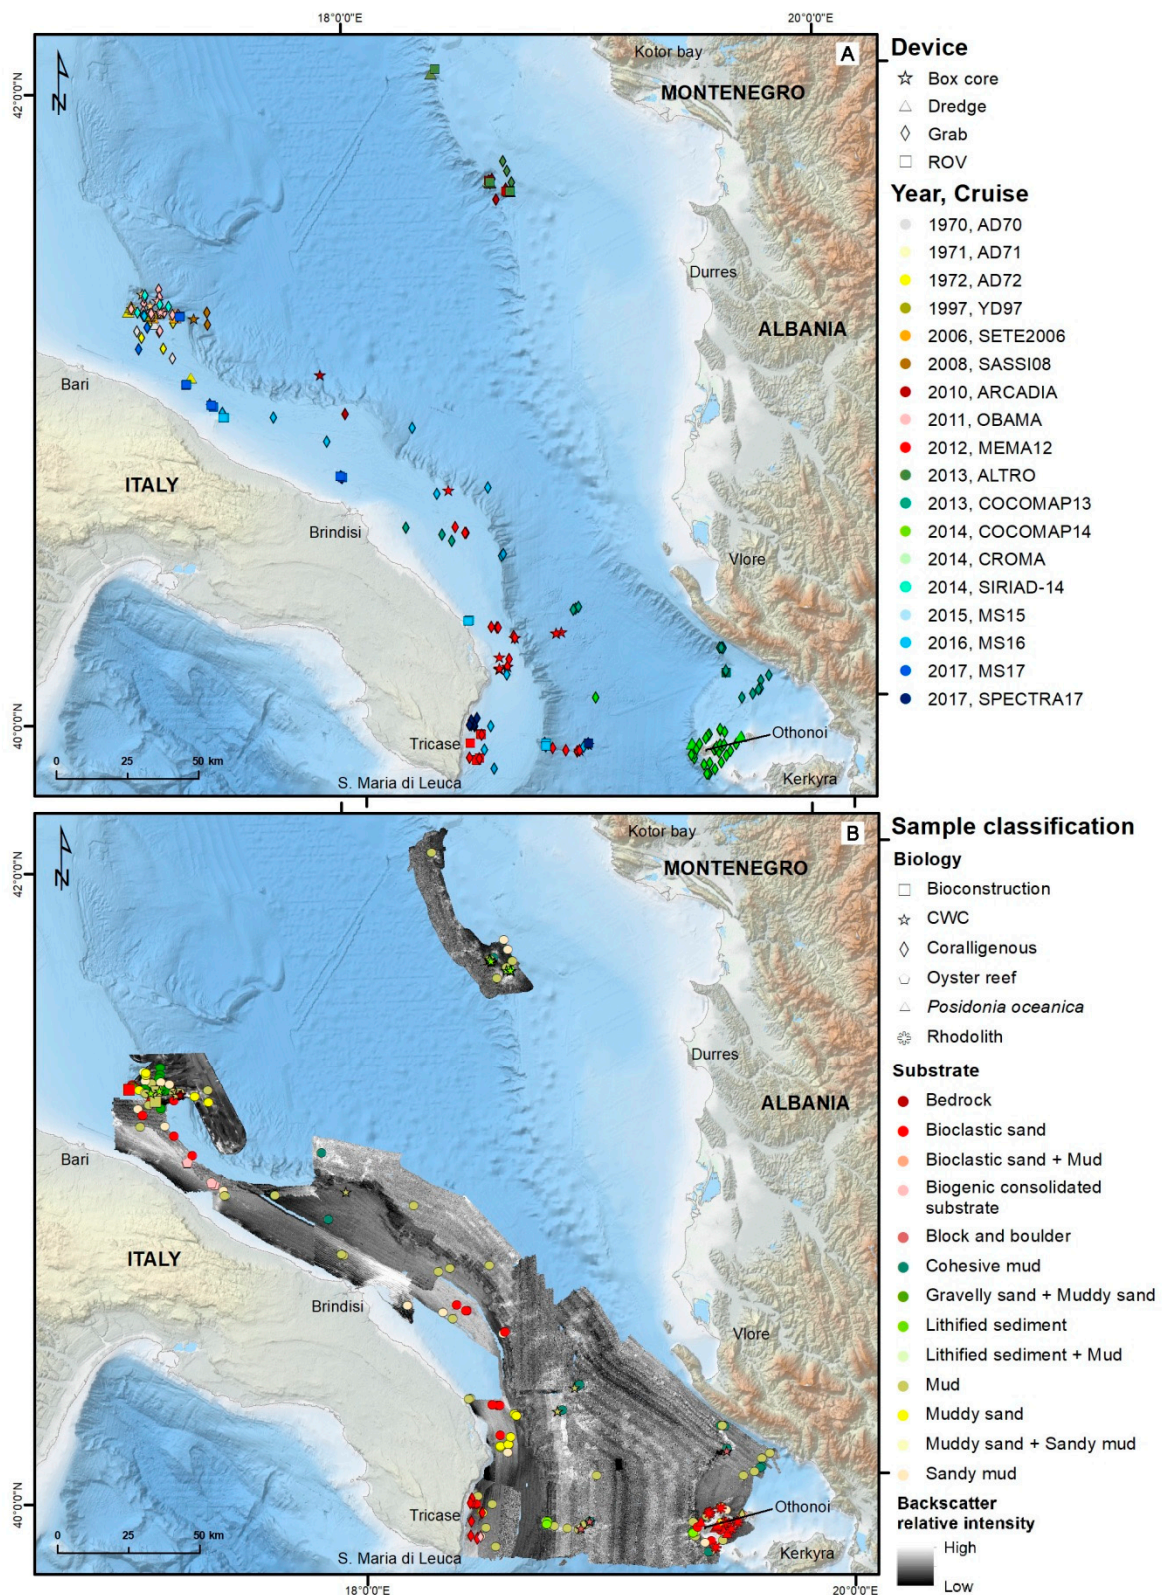 18°0'0"E
20°0'0"E
A
Kotor bay
MONTENEGRO
42°0'0"N
N
Durres
ALBANIA
Bari
ITALY
Brindisi
Vlore
40°0'0"N
Tricase
Othonoi
0 25 50 km
S. Maria di Leuca
Kerkyra
Device
Box core
Dredge
Grab
ROV
Year, Cruise
1970, AD70
1971, AD71
1972, AD72
1997, YD97
2006, SETE2006
2008, SASSI08
2010, ARCADIA
2011, OBAMA
2012, MEMA12
2013, ALTRO
2013, COCOMAP13
2014, COCOMAP14
2014, CROMA
2014, SIRIAD-14
2015, MS15
2016, MS16
2017, MS17
2017, SPECTRA17
B
Kotor bay
MONTENEGRO
42°0'0"N
N
Durres
ALBANIA
Bari
ITALY
Brindisi
Vlore
40°0'0"N
Tricase
Othonoi
0 25 50 km
S. Maria di Leuca
Kerkyra
18°0'0"E
20°0'0"E
Sample classification
Biology
Bioconstruction
CWC
Coralligenous
Oyster reef
Posidonia oceanica
Rhodolith
Substrate
Bedrock
Bioclastic sand
Bioclastic sand + Mud
Biogenic consolidated
substrate
Block and boulder
Cohesive mud
Gravelly sand + Muddy sand
Lithified sediment
Lithified sediment + Mud
Mud
Muddy sand
Muddy sand + Sandy mud
Sandy mud
Backscatter
relative intensity
High
Low